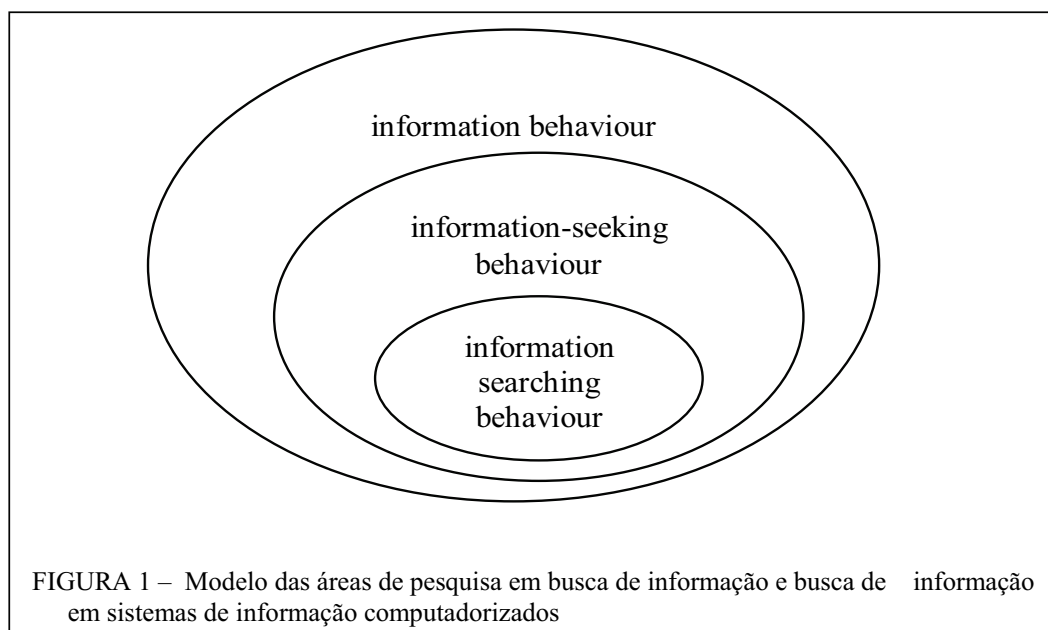 information behaviour
information-seeking
behaviour
information
searching
behaviour
FIGURA 1 – Modelo das áreas de pesquisa em busca de informação e busca de informação
em sistemas de informação computadorizados